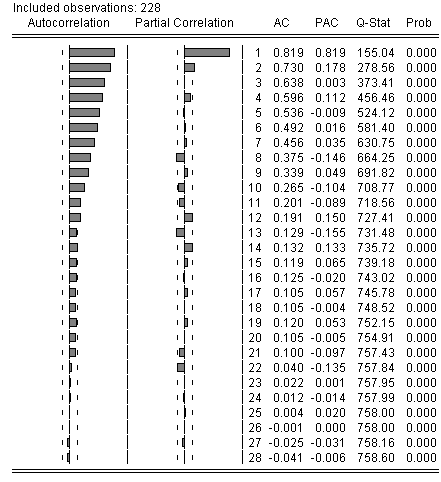 Included observations: 228
Autocorrelation Partial Correlation AC PAC Q-Stat Prob
1 0.819 0.819 155.04 0.000
2 0.730 0.178 278.56 0.000
3 0.638 0.003 373.41 0.000
4 0.596 0.112 456.46 0.000
5 0.536 -0.009 524.12 0.000
6 0.492 0.016 581.40 0.000
7 0.456 0.035 630.75 0.000
8 0.375 -0.146 664.25 0.000
9 0.339 0.049 691.82 0.000
10 0.265 -0.104 708.77 0.000
11 0.201 -0.089 718.56 0.000
12 0.191 0.150 727.41 0.000
13 0.129 -0.155 731.48 0.000
14 0.132 0.133 735.72 0.000
15 0.119 0.065 739.18 0.000
16 0.125 -0.020 743.02 0.000
17 0.105 0.057 745.78 0.000
18 0.105 -0.004 748.52 0.000
19 0.120 0.053 752.15 0.000
20 0.105 -0.005 754.91 0.000
21 0.100 -0.097 757.43 0.000
22 0.040 -0.135 757.84 0.000
23 0.022 0.001 757.95 0.000
24 0.012 -0.014 757.99 0.000
25 0.004 0.020 758.00 0.000
26 -0.001 0.000 758.00 0.000
27 -0.025 -0.031 758.16 0.000
28 -0.041 -0.006 758.60 0.000